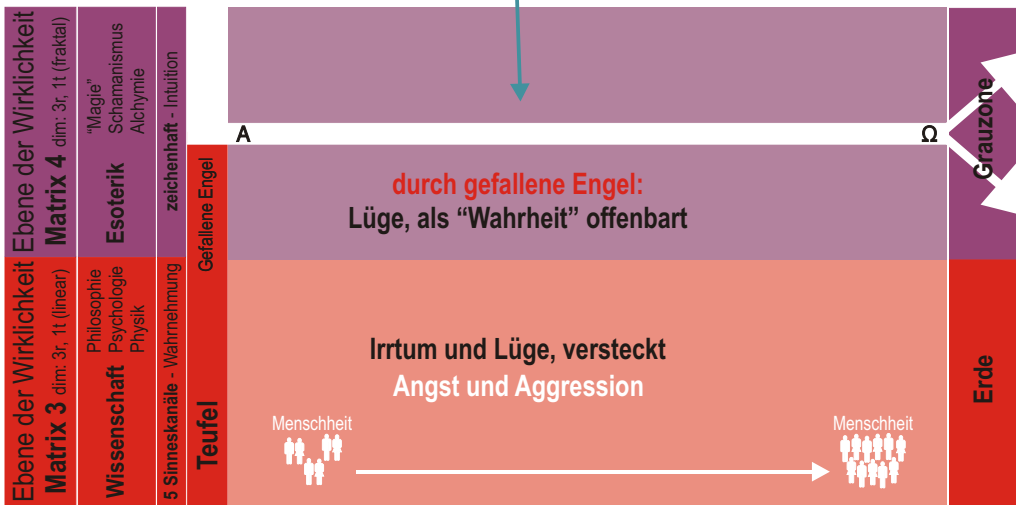 Ebene der Wirklichkeit
Matrix 4 dim: 3r, 1t (fraktal)
Esoterik
"Magie"
Schamanismus
Alchymie
zeichenhaft - Intuition
Ebene der Wirklichkeit
Matrix 3 dim: 3r, 1t (linear)
Wissenschaft
Philosophie
Psychologie
Physik
5 Sinneskanäle - Wahrnehmung
Gefallene Engel
Teufel
A
Ω
durch gefallene Engel:
Lüge, als “Wahrheit” offenbart
Irrtum und Lüge, versteckt
Angst und Aggression
Menschheit
Menschheit
Grauzone
Erde